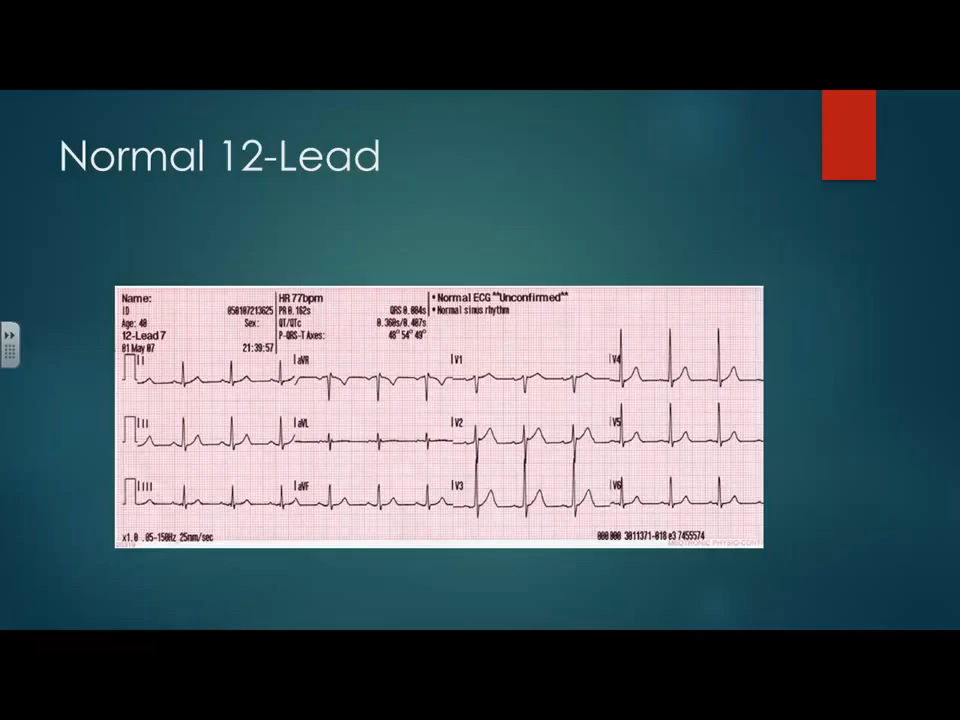 Normal 12-Lead
Name:
ID 050107213625
Age: 40 Sex:
12-Lead 7
01 May 07 21:39:57
HR 77bpm
PR 0.162s QRS 0.084s
QT/QTc 0.360s/0.407s
P-QRS-T Axes: 48° 54° 49°
• Normal ECG **Unconfirmed**
• Normal sinus rhythm
I aVR V1 V4
II aVL V2 V5
III aVF V3 V6
x1.0 .05-150Hz 25mm/sec
000000 3011371-018 e3 7455574